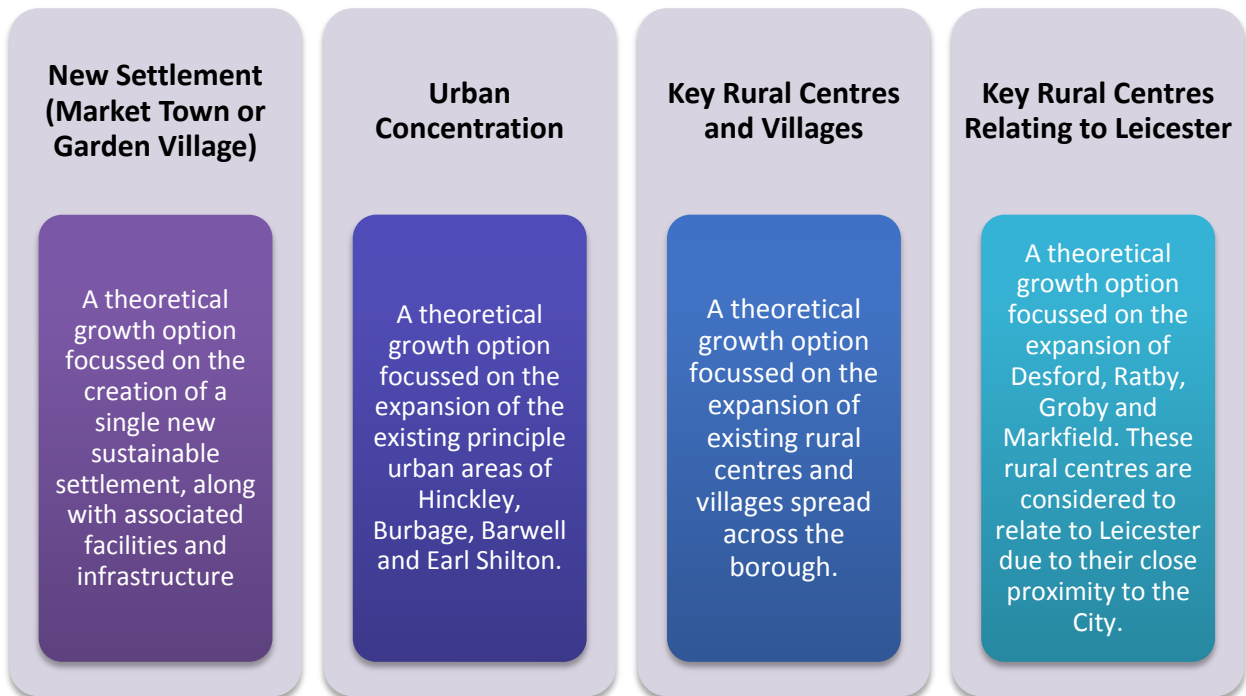 New Settlement
(Market Town or
Garden Village)
A theoretical
growth option
focussed on the
creation of a
single new
sustainable
settlement, along
with associated
facilities and
infrastructure
Urban
Concentration
A theoretical
growth option
focussed on the
expansion of the
existing principle
urban areas of
Hinckley,
Burbage, Barwell
and Earl Shilton.
Key Rural Centres
and Villages
A theoretical
growth option
focussed on the
expansion of
existing rural
centres and
villages spread
across the
borough.
Key Rural Centres
Relating to Leicester
A theoretical
growth option
focussed on the
expansion of
Desford, Ratby,
Groby and
Markfield. These
rural centres are
considered to
relate to Leicester
due to their close
proximity to the
City.